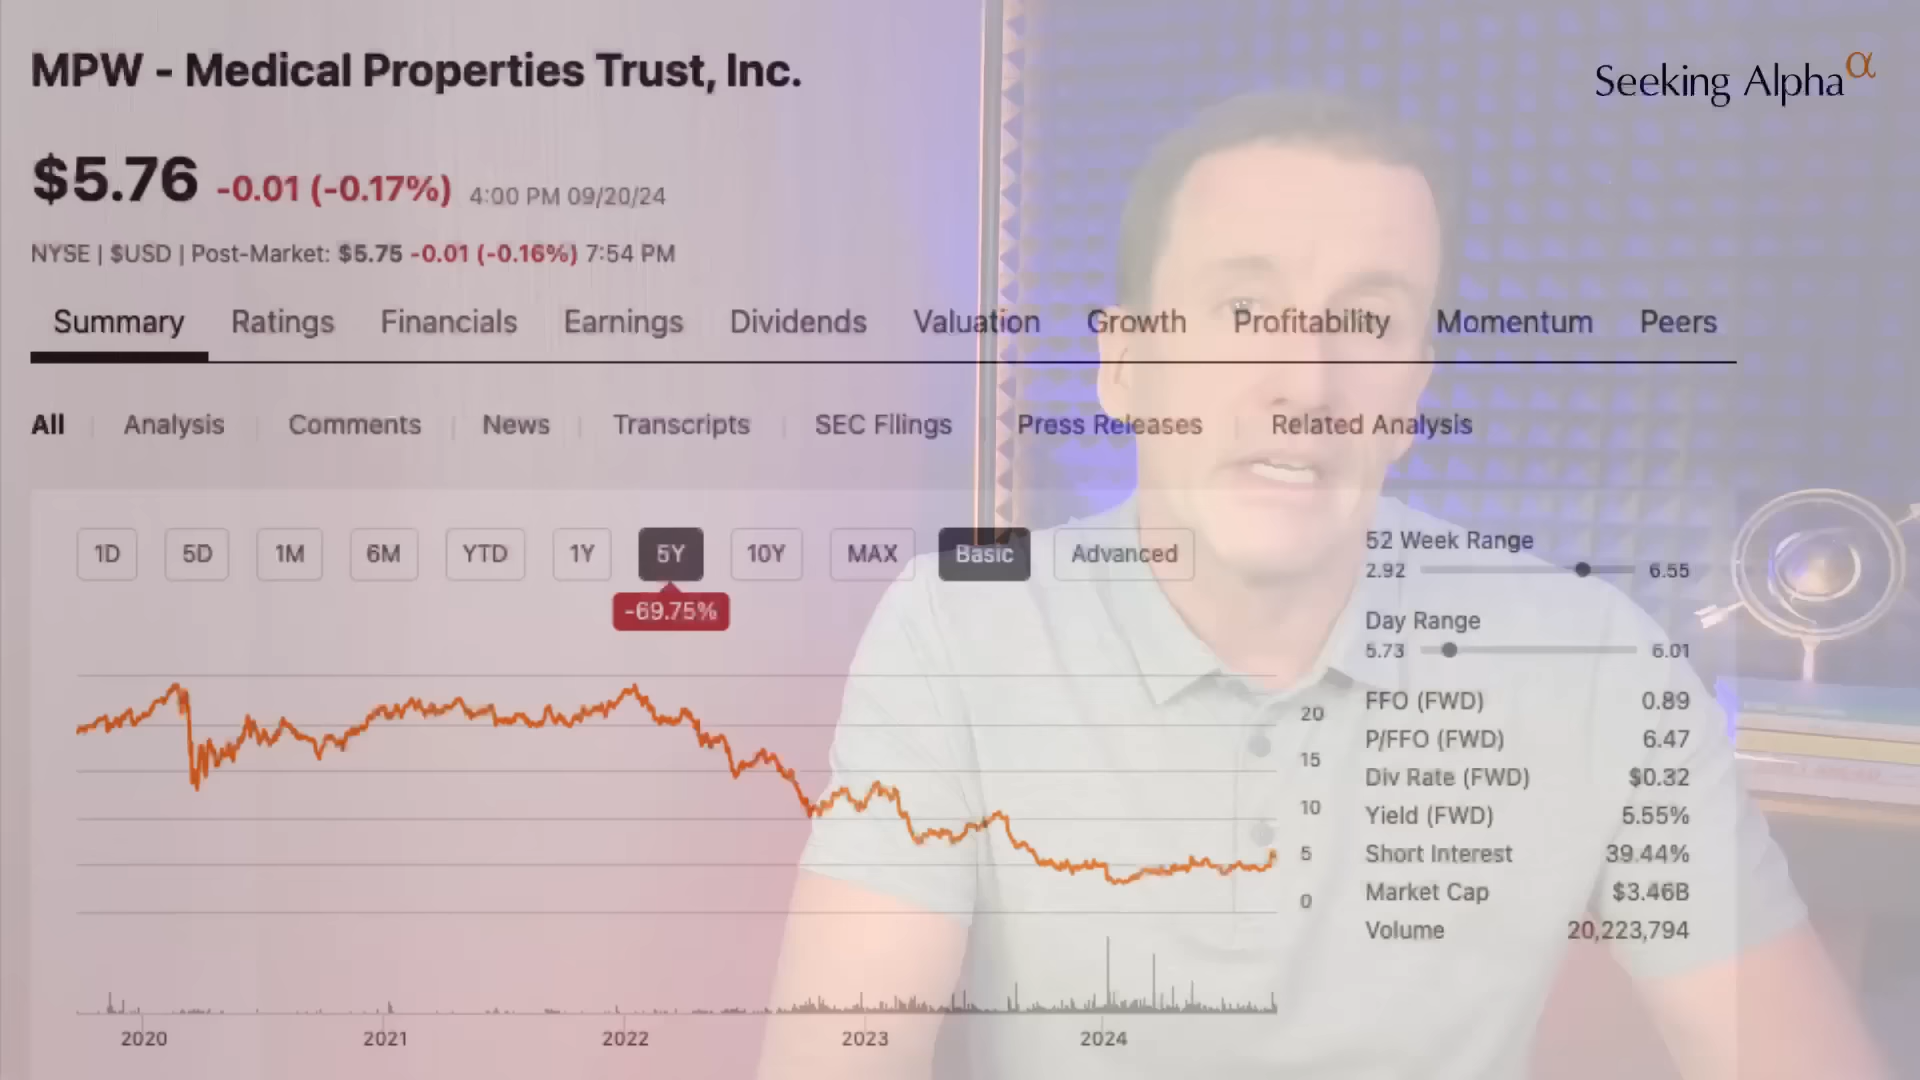 MPW - Medical Properties Trust, Inc.
Seeking Alpha α
$5.76 -0.01 (-0.17%) 4:00 PM 09/20/24
NYSE | $USD | Post-Market: $5.75 -0.01 (-0.16%) 7:54 PM
Summary Ratings Financials Earnings Dividends Valuation Growth Profitability Momentum Peers
All Analysis Comments News Transcripts SEC Filings Press Releases Related Analysis
1D 5D 1M 6M YTD 1Y 5Y 10Y MAX Basic Advanced
-69.75%
20
15
10
5
0
2020 2021 2022 2023 2024
52 Week Range
2.92 6.55
Day Range
5.73 6.01
FFO (FWD) 0.89
P/FFO (FWD) 6.47
Div Rate (FWD) $0.32
Yield (FWD) 5.55%
Short Interest 39.44%
Market Cap $3.46B
Volume 20,223,794